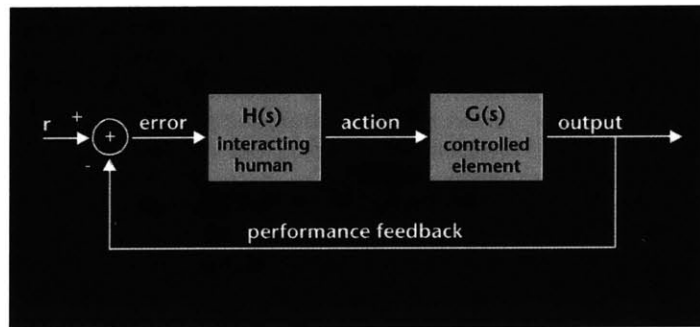 r
+
+
-
error
H(s)
interacting
human
action
G(s)
controlled
element
output
performance feedback